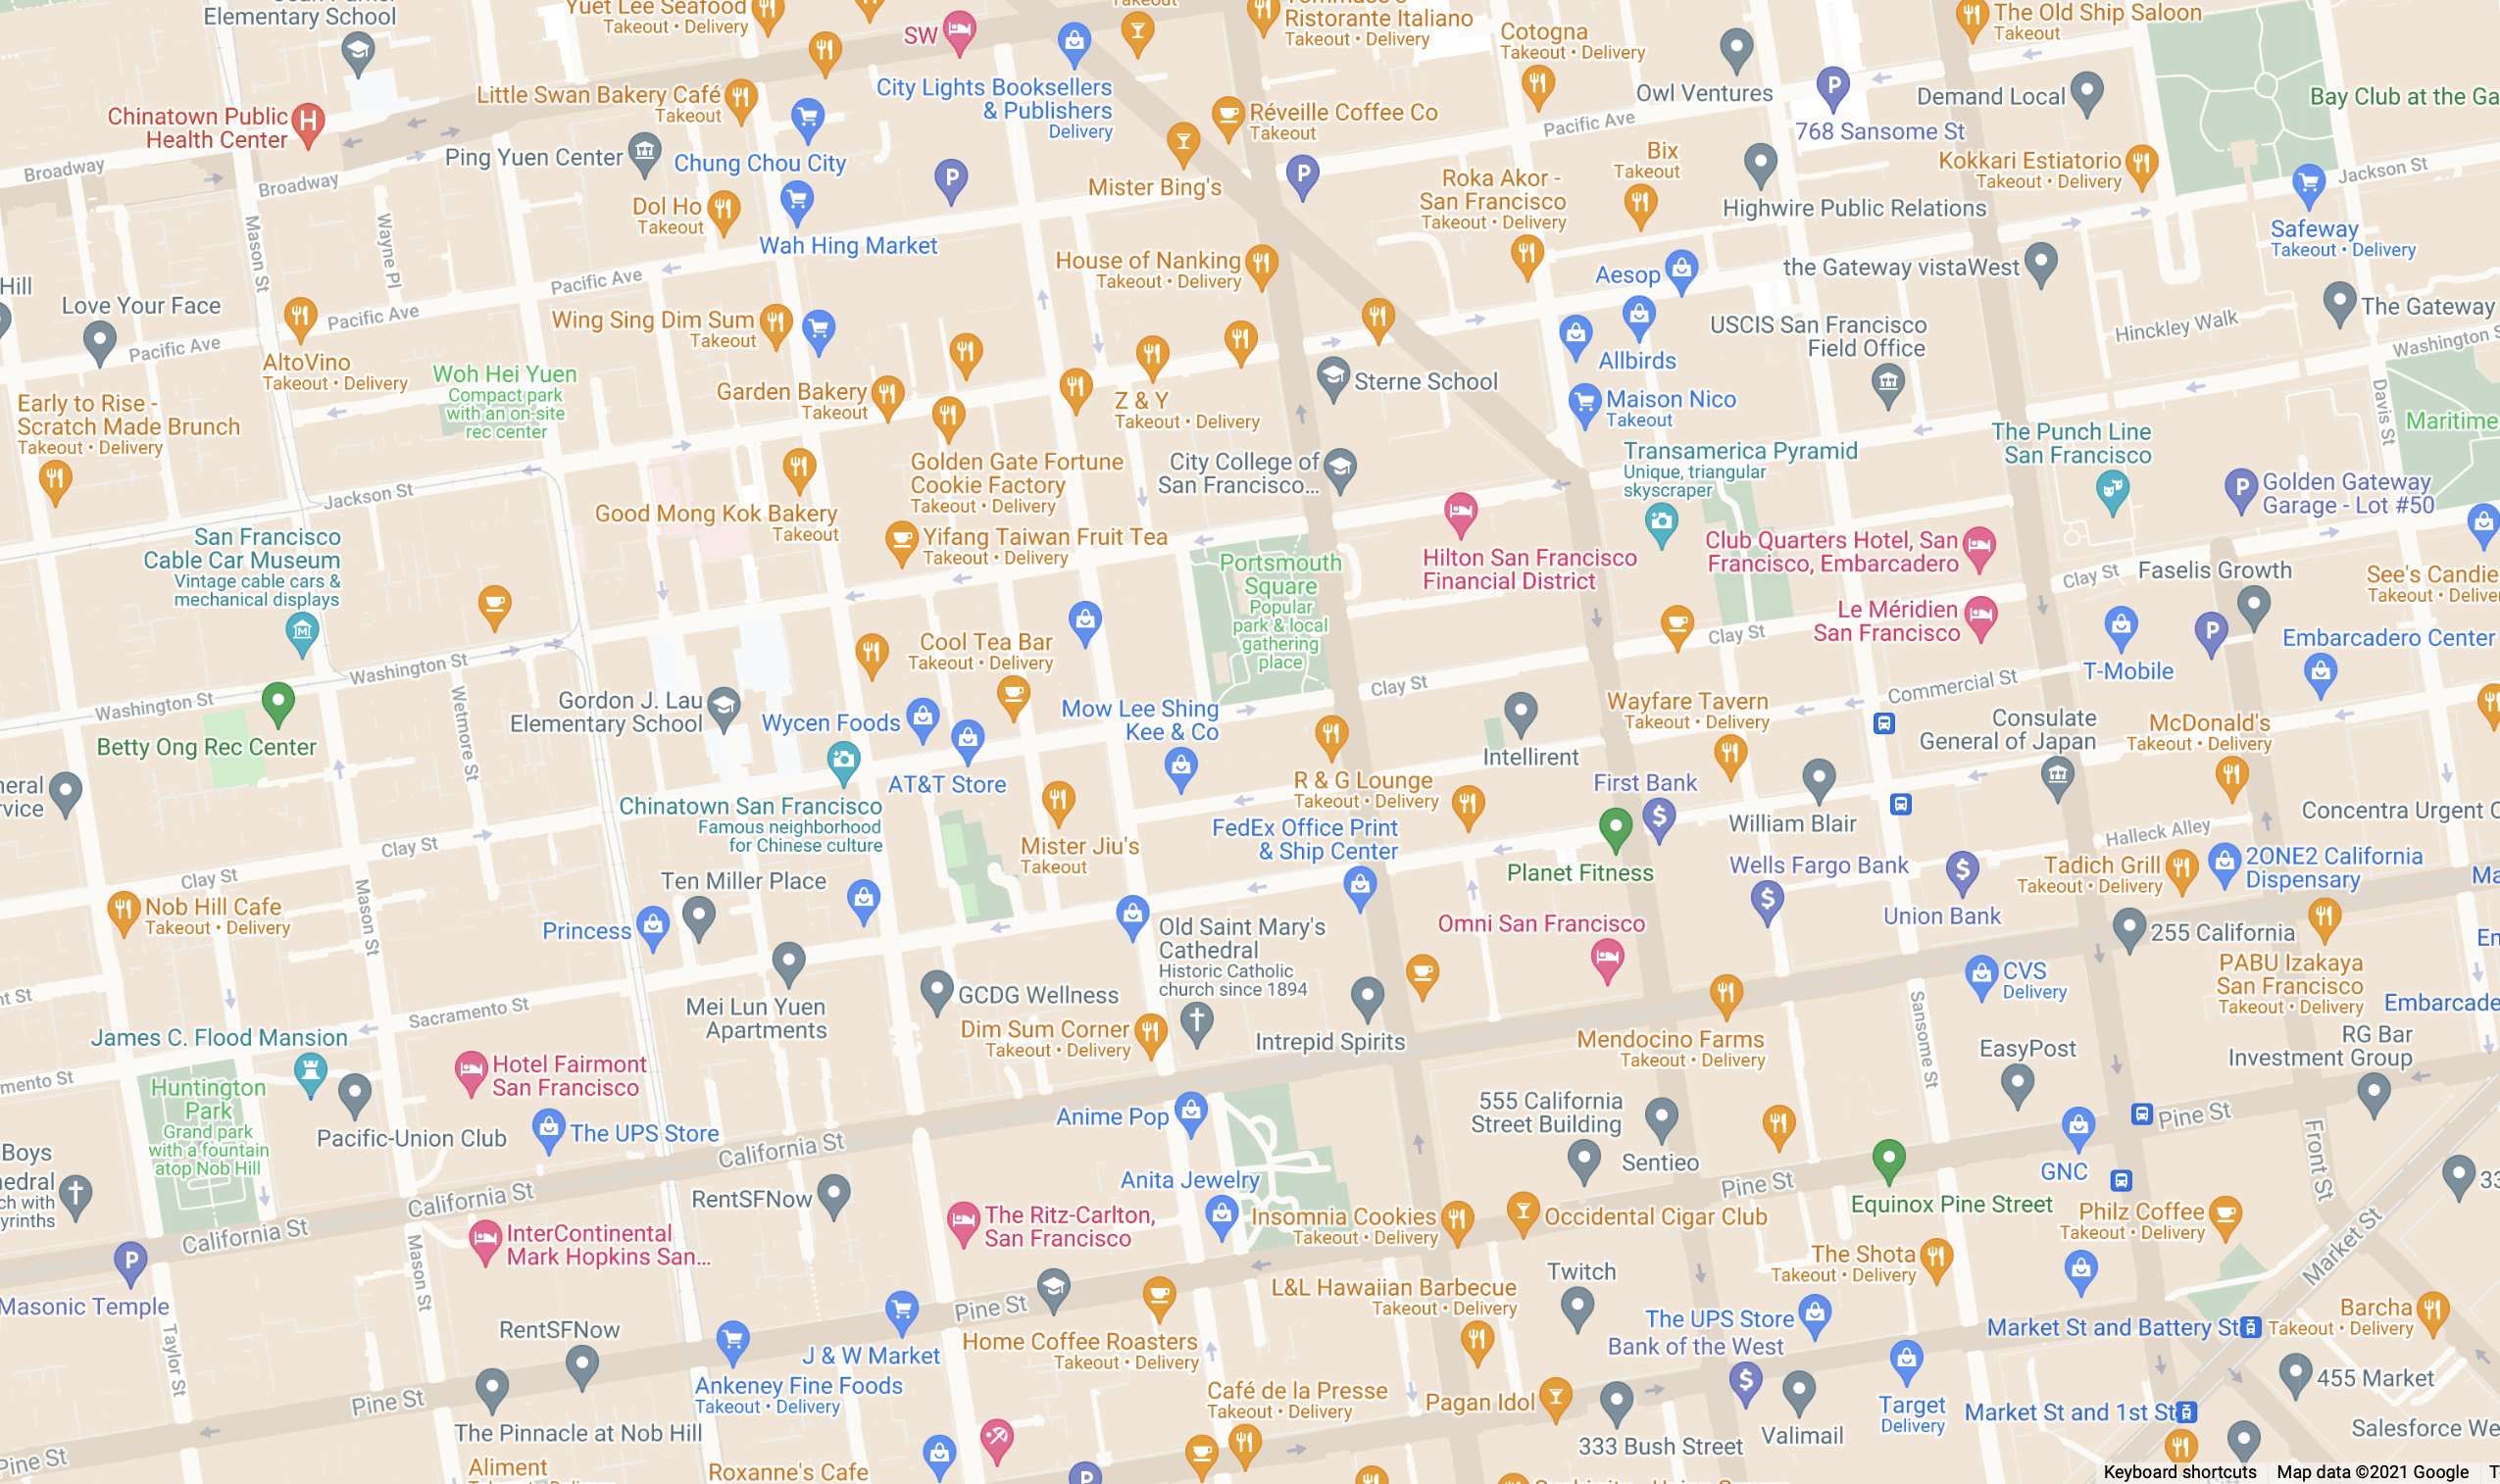 Elementary School
Yuet Lee Seafood
Takeout • Delivery
SW
Takeout
Ristorante Italiano
Takeout • Delivery
Cotogna
Takeout • Delivery
The Old Ship Saloon
Takeout
City Lights Booksellers
& Publishers
Delivery
Owl Ventures
P
768 Sansome St
Demand Local
Bay Club at the Ga
Chinatown Public
Health Center
H
Little Swan Bakery Café
Takeout
Réveille Coffee Co
Takeout
Pacific Ave
Broadway
Broadway
Ping Yuen Center
Chung Chou City
P
Mister Bing's
P
Bix
Takeout
Kokkari Estiatorio
Takeout • Delivery
Jackson St
Roka Akor -
San Francisco
Takeout • Delivery
Highwire Public Relations
Dol Ho
Takeout
Wah Hing Market
Safeway
Takeout • Delivery
Mason St
Wayne Pl
House of Nanking
Takeout • Delivery
Aesop
the Gateway vistaWest
Hill
Love Your Face
Pacific Ave
Pacific Ave
Pacific Ave
Wing Sing Dim Sum
Takeout
The Gateway
USCIS San Francisco
Field Office
Hinckley Walk
Washington S
AltoVino
Takeout • Delivery
Allbirds
Woh Hei Yuen
Compact park
with an on-site
rec center
Garden Bakery
Takeout
Z & Y
Takeout • Delivery
Sterne School
Maison Nico
Takeout
Davis St
Maritime
Early to Rise -
Scratch Made Brunch
Takeout • Delivery
The Punch Line
San Francisco
Golden Gate Fortune
Cookie Factory
Takeout • Delivery
City College of
San Francisco...
Transamerica Pyramid
Unique, triangular
skyscraper
P
Golden Gateway
Garage - Lot #50
Jackson St
Good Mong Kok Bakery
Takeout
San Francisco
Cable Car Museum
Vintage cable cars &
mechanical displays
M
Yifang Taiwan Fruit Tea
Takeout • Delivery
Hilton San Francisco
Financial District
Club Quarters Hotel, San
Francisco, Embarcadero
Portsmouth
Square
Popular
park & local
gathering
place
Clay St
Faselis Growth
See's Candie
Takeout • Delive
Le Méridien
San Francisco
Clay St
P
Embarcadero Center
T-Mobile
Cool Tea Bar
Takeout • Delivery
Washington St
Washington St
Clay St
Commercial St
Wetmore St
Gordon J. Lau
Elementary School
Wycen Foods
Mow Lee Shing
Kee & Co
Wayfare Tavern
Takeout • Delivery
Consulate
General of Japan
McDonald's
Takeout • Delivery
Betty Ong Rec Center
Intellirent
AT&T Store
R & G Lounge
Takeout • Delivery
First Bank
$
William Blair
neral
rvice
Chinatown San Francisco
Famous neighborhood
for Chinese culture
Concentra Urgent C
Halleck Alley
FedEx Office Print
& Ship Center
Mister Jiu's
Takeout
Clay St
Clay St
Planet Fitness
Wells Fargo Bank
$
$
Union Bank
Tadich Grill
Takeout • Delivery
2ONE2 California
Dispensary
Ma
Ten Miller Place
Mason St
Nob Hill Cafe
Takeout • Delivery
Princess
Old Saint Mary's
Cathedral
Historic Catholic
church since 1894
Omni San Francisco
255 California
En
nt St
Sacramento St
Mei Lun Yuen
Apartments
GCDG Wellness
CVS
Delivery
PABU Izakaya
San Francisco
Takeout • Delivery
Embarcade
Sansome St
Dim Sum Corner
Takeout • Delivery
Intrepid Spirits
Mendocino Farms
Takeout • Delivery
EasyPost
RG Bar
Investment Group
James C. Flood Mansion
mento St
Hotel Fairmont
San Francisco
Huntington
Park
Grand park
with a fountain
atop Nob Hill
Pacific-Union Club
The UPS Store
Anime Pop
555 California
Street Building
Sentieo
Pine St
Front St
GNC
California St
Boys
hedral
ch with
yrinths
Anita Jewelry
RentSFNow
California St
California St
Pine St
Equinox Pine Street
33
The Ritz-Carlton,
San Francisco
Insomnia Cookies
Takeout • Delivery
Occidental Cigar Club
Philz Coffee
Takeout • Delivery
Market St
InterContinental
Mark Hopkins San...
P
Masonic Temple
Mason St
The Shota
Takeout • Delivery
Twitch
L&L Hawaiian Barbecue
Takeout • Delivery
Pine St
The UPS Store
Bank of the West
$
Market St and Battery St
Barcha
Takeout • Delivery
Taylor St
RentSFNow
J & W Market
Home Coffee Roasters
Takeout • Delivery
Ankeney Fine Foods
Takeout • Delivery
Café de la Presse
Takeout • Delivery
Pagan Idol
455 Market
Target
Delivery
Market St and 1st St
Pine St
The Pinnacle at Nob Hill
333 Bush Street
Valimail
Salesforce We
Pine St
Aliment
Roxanne's Cafe
P
Keyboard shortcuts
Map data ©2021 Google
T